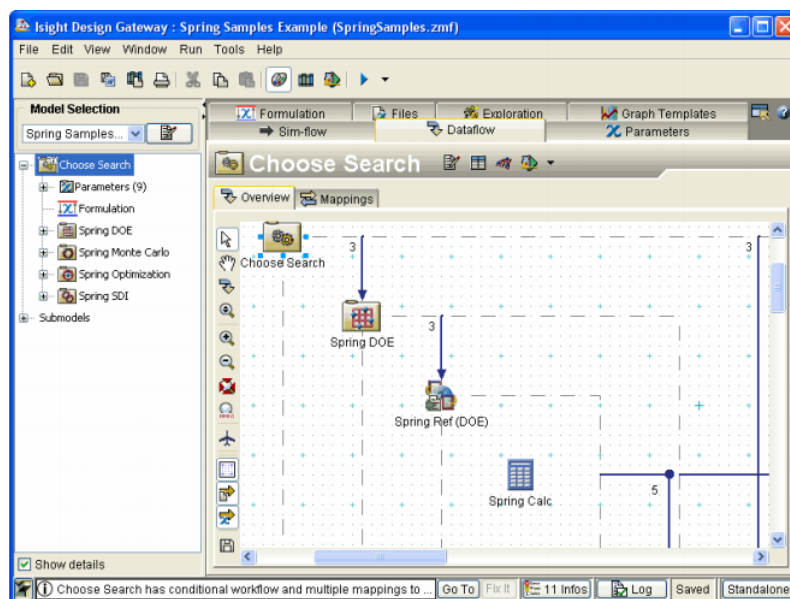 Isight Design Gateway : Spring Samples Example (SpringSamples.zmf)
File Edit View Window Run Tools Help
Model Selection
Spring Samples...
Choose Search
Parameters (9)
Formulation
Spring DOE
Spring Monte Carlo
Spring Optimization
Spring SDI
Submodels
Show details
Formulation Files Exploration Graph Templates
Sim-flow Dataflow Parameters
Choose Search
Overview Mappings
Choose Search
3
3
Spring DOE
3
Spring Ref (DOE)
Spring Calc
5
Choose Search has conditional workflow and multiple mappings to ... Go To Fix It 11 Infos Log Saved Standalone